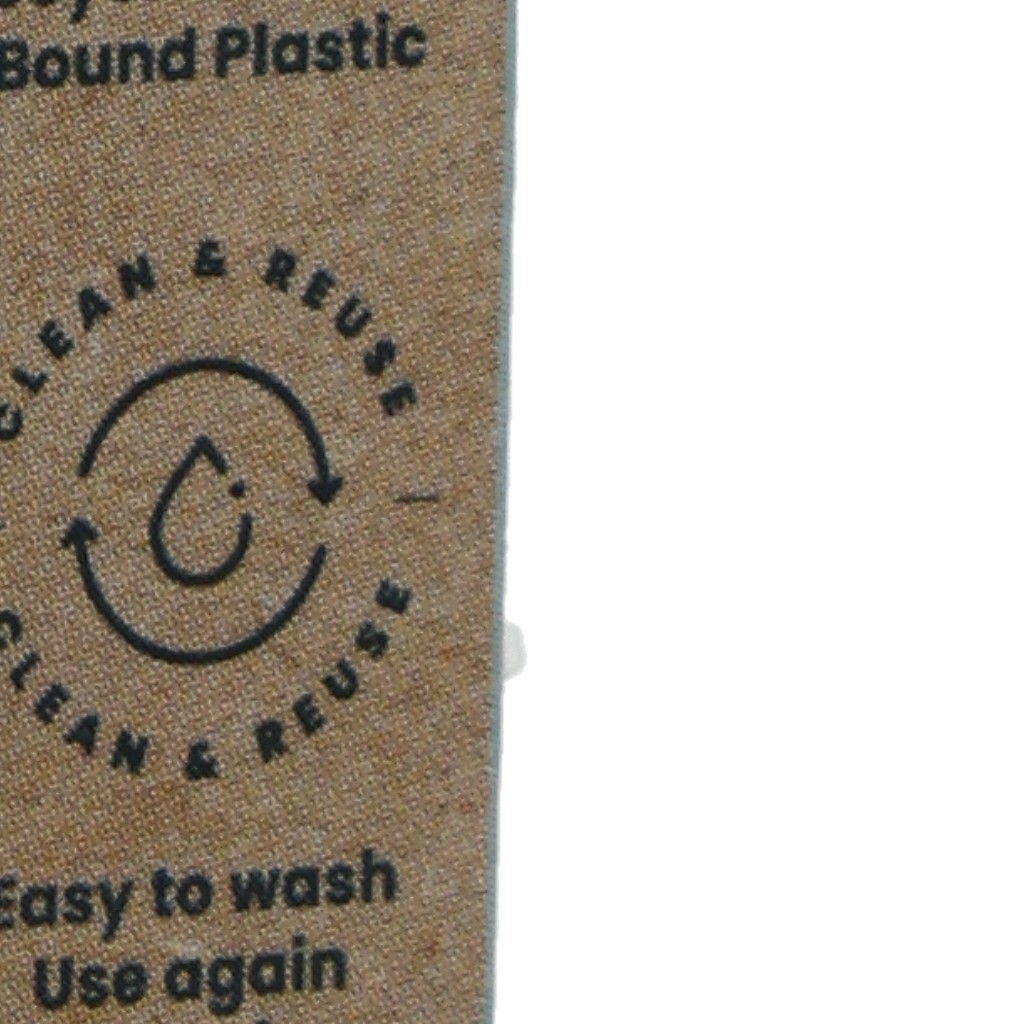 Bound Plastic
CLEAN & REUSE
CLEAN & REUSE
Easy to wash
Use again